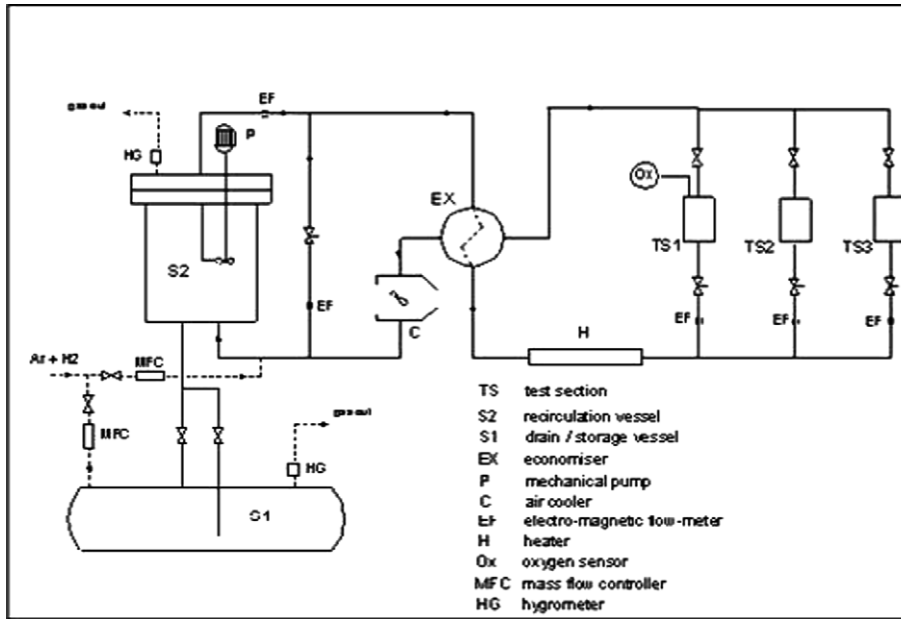 gas out
EF
P
HG
EX
Ox
S2
TS1
TS2
TS3
EF
C
EF
EF
EF
H
Ar + H2
MFC
MFC
gas out
HG
S1
TS test section
S2 recirculation vessel
S1 drain / storage vessel
EX economiser
P mechanical pump
C air cooler
EF electro-magnetic flow-meter
H heater
Ox oxygen sensor
MFC mass flow controller
HG hygrometer